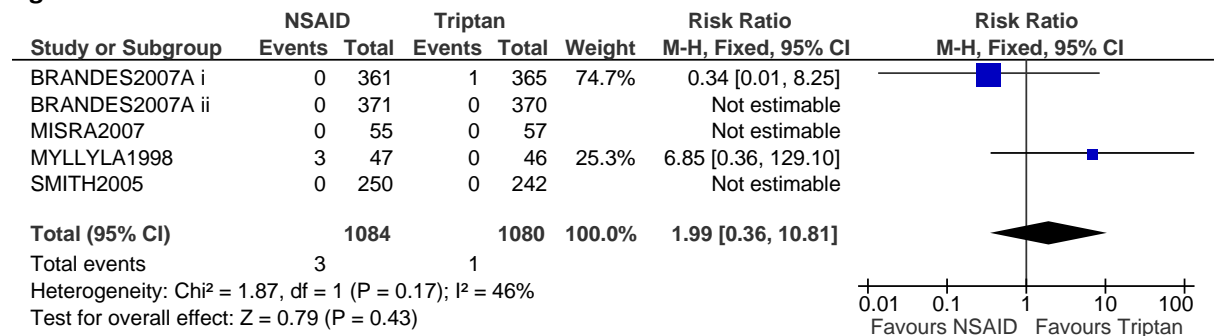 NSAID Triptan Risk Ratio Risk Ratio
Study or Subgroup Events Total Events Total Weight M-H, Fixed, 95% CI M-H, Fixed, 95% CI
BRANDES2007A i 0 361 1 365 74.7% 0.34 [0.01, 8.25]
BRANDES2007A ii 0 371 0 370 Not estimable
MISRA2007 0 55 0 57 Not estimable
MYLLYLA1998 3 47 0 46 25.3% 6.85 [0.36, 129.10]
SMITH2005 0 250 0 242 Not estimable
Total (95% CI) 1084 1080 100.0% 1.99 [0.36, 10.81]
Total events 3 1
Heterogeneity: Chi² = 1.87, df = 1 (P = 0.17); I² = 46%
Test for overall effect: Z = 0.79 (P = 0.43)
0.01 0.1 1 10 100
Favours NSAID Favours Triptan